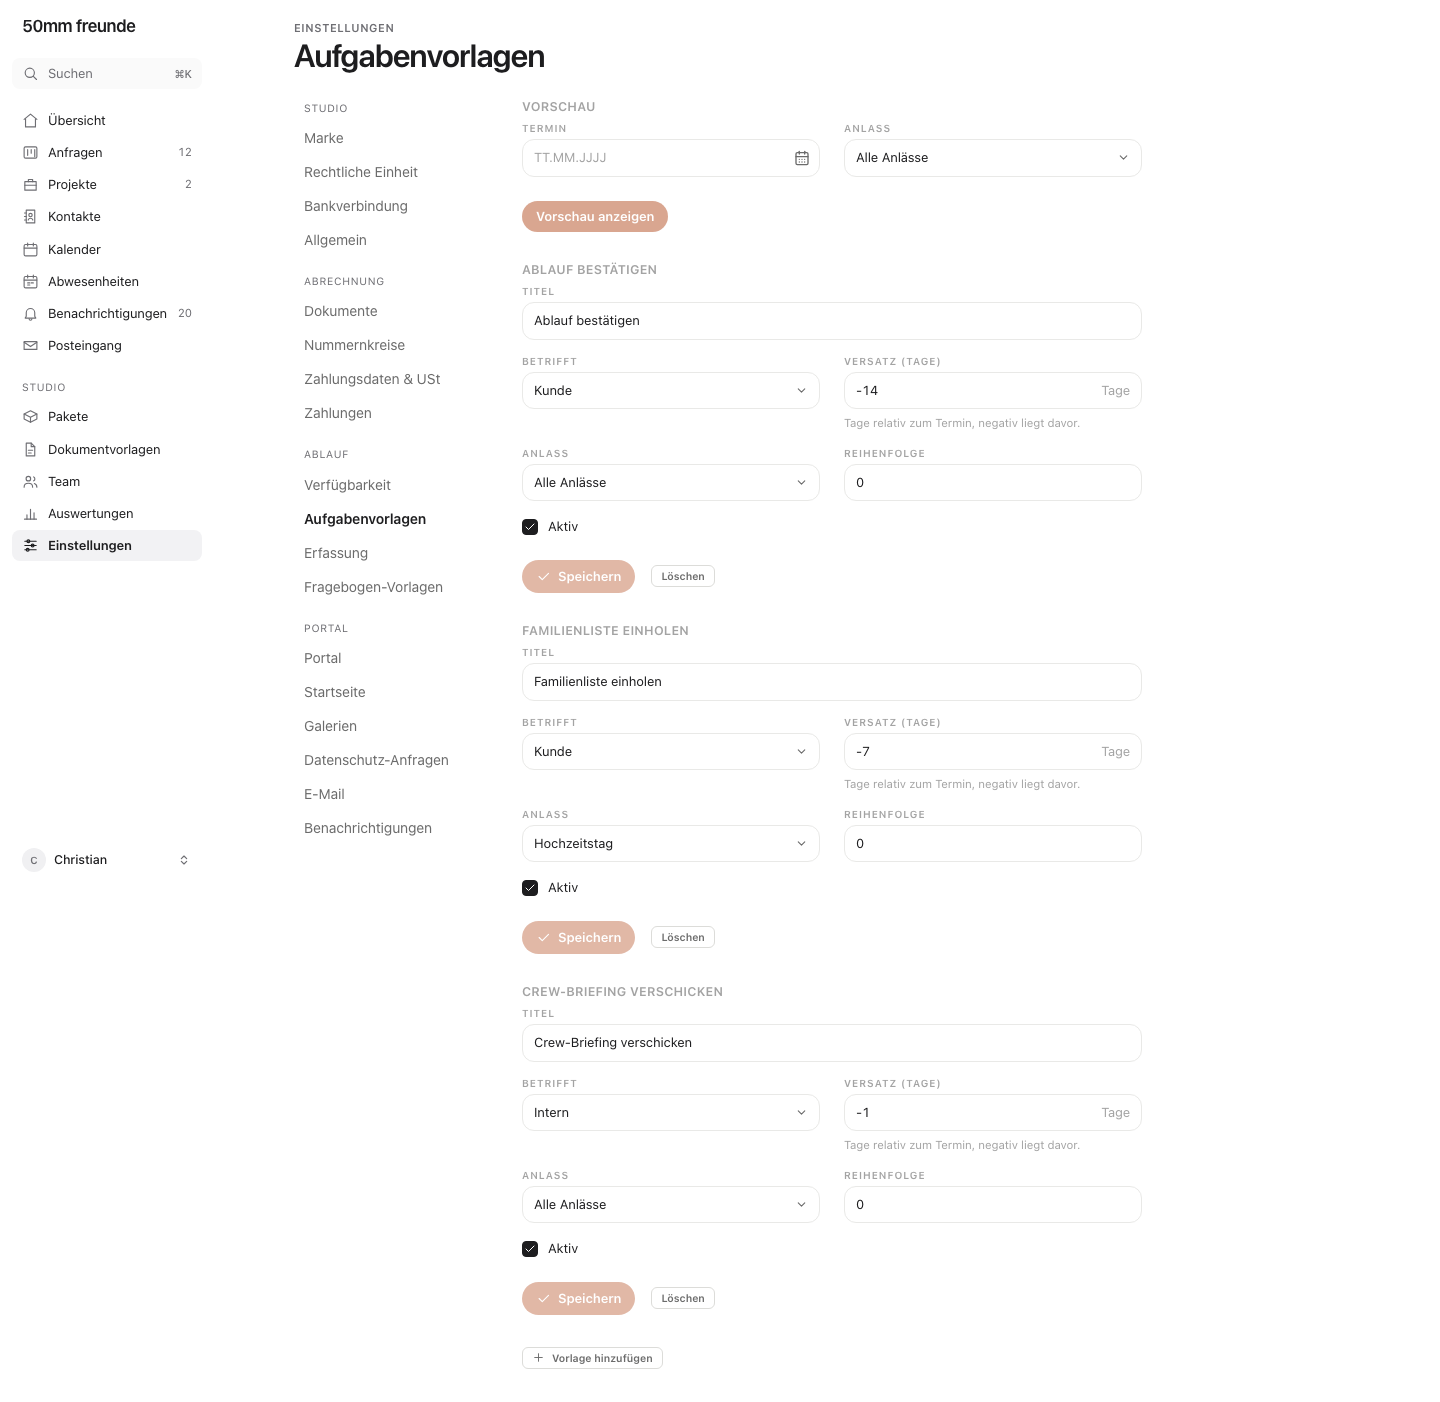 50mm freunde
Suchen ⌘K
Übersicht
Anfragen 12
Projekte 2
Kontakte
Kalender
Abwesenheiten
Benachrichtigungen 20
Posteingang
STUDIO
Pakete
Dokumentvorlagen
Team
Auswertungen
Einstellungen
C Christian
EINSTELLUNGEN
Aufgabenvorlagen
STUDIO
Marke
Rechtliche Einheit
Bankverbindung
Allgemein
ABRECHNUNG
Dokumente
Nummernkreise
Zahlungsdaten & USt
Zahlungen
ABLAUF
Verfügbarkeit
Aufgabenvorlagen
Erfassung
Fragebogen-Vorlagen
PORTAL
Portal
Startseite
Galerien
Datenschutz-Anfragen
E-Mail
Benachrichtigungen
VORSCHAU
TERMIN ANLASS
TT.MM.JJJJ Alle Anlässe
Vorschau anzeigen
ABLAUF BESTÄTIGEN
TITEL
Ablauf bestätigen
BETRIFFT VERSATZ (TAGE)
Kunde -14 Tage
Tage relativ zum Termin, negativ liegt davor.
ANLASS REIHENFOLGE
Alle Anlässe 0
Aktiv
Speichern Löschen
FAMILIENLISTE EINHOLEN
TITEL
Familienliste einholen
BETRIFFT VERSATZ (TAGE)
Kunde -7 Tage
Tage relativ zum Termin, negativ liegt davor.
ANLASS REIHENFOLGE
Hochzeitstag 0
Aktiv
Speichern Löschen
CREW-BRIEFING VERSCHICKEN
TITEL
Crew-Briefing verschicken
BETRIFFT VERSATZ (TAGE)
Intern -1 Tage
Tage relativ zum Termin, negativ liegt davor.
ANLASS REIHENFOLGE
Alle Anlässe 0
Aktiv
Speichern Löschen
Vorlage hinzufügen